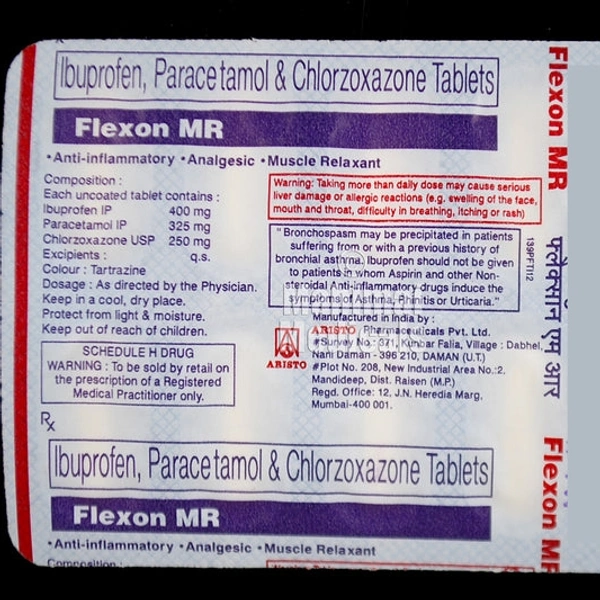 Ibuprofen, Paracetamol & Chlorzoxazone Tablets
Flexon MR
•Anti-inflammatory •Analgesic •Muscle Relaxant
Composition :
Each uncoated tablet contains :
Ibuprofen IP 400 mg
Paracetamol IP 325 mg
Chlorzoxazone USP 250 mg
Excipients : q.s.
Colour : Tartrazine
Dosage : As directed by the Physician.
Keep in a cool, dry place.
Protect from light & moisture.
Keep out of reach of children.
SCHEDULE H DRUG
WARNING : To be sold by retail on
the prescription of a Registered
Medical Practitioner only.
Warning: Taking more than daily dose may cause serious
liver damage or allergic reactions (e.g. swelling of the face,
mouth and throat, difficulty in breathing, itching or rash)
"Bronchospasm may be precipitated in patients
suffering from or with a previous history of
bronchial asthma. Ibuprofen should not be given
to patients in whom Aspirin and other Non-
steroidal Anti-inflammatory drugs induce the
symptoms of Asthma, Rhinitis or Urticaria."
139PFTI12
Manufactured in India by :
ARISTO Pharmaceuticals Pvt. Ltd.
#Survey No. 371, Kunbar Falia, Village : Dabhel,
Nani Daman - 396 210, DAMAN (U.T.)
#Plot No. 208, New Industrial Area No.:2,
Mandideep, Dist. Raisen (M.P.)
Regd. Office: 12, J.N. Heredia Marg,
Mumbai-400 001.
ARISTO
Flexon MR
फ्लेक्सॉन एम आर
Flexon MR
Rx
Ibuprofen, Paracetamol & Chlorzoxazone Tablets
Flexon MR
•Anti-inflammatory •Analgesic •Muscle Relaxant
Composition :